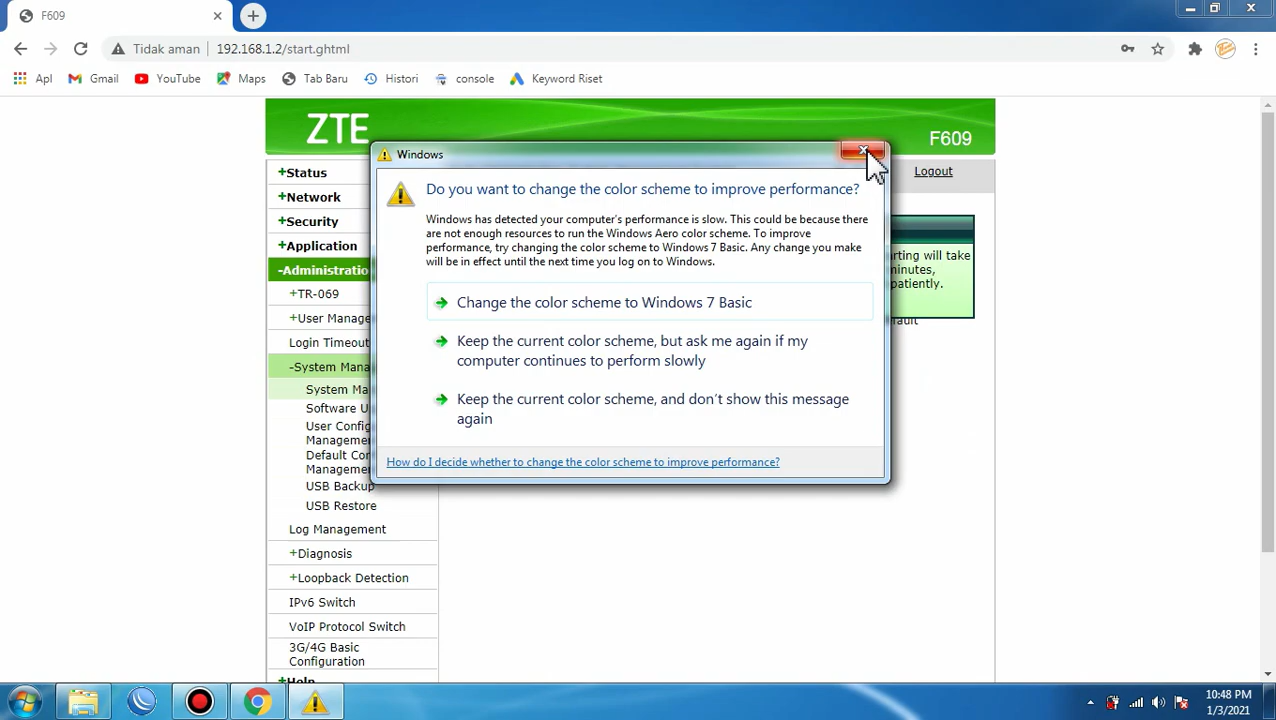 F609
Tidak aman
192.168.1.2/start.ghtml
Apl
Gmail
YouTube
Maps
Tab Baru
Histori
console
Keyword Riset
ZTE
F609
Logout
+Status
+Network
+Security
+Application
-Administratio
+TR-069
+User Manage
Login Timeout
-System Mana
System Ma
Software U
User Config
Management
Default Con
Management
USB Backup
USB Restore
Log Management
+Diagnosis
+Loopback Detection
IPv6 Switch
VoIP Protocol Switch
3G/4G Basic
Configuration
+Help
rting will take
minutes,
patiently.
fault
Windows
Do you want to change the color scheme to improve performance?
Windows has detected your computer's performance is slow. This could be because there
are not enough resources to run the Windows Aero color scheme. To improve
performance, try changing the color scheme to Windows 7 Basic. Any change you make
will be in effect until the next time you log on to Windows.
Change the color scheme to Windows 7 Basic
Keep the current color scheme, but ask me again if my
computer continues to perform slowly
Keep the current color scheme, and don't show this message
again
How do I decide whether to change the color scheme to improve performance?
10:48 PM
1/3/2021